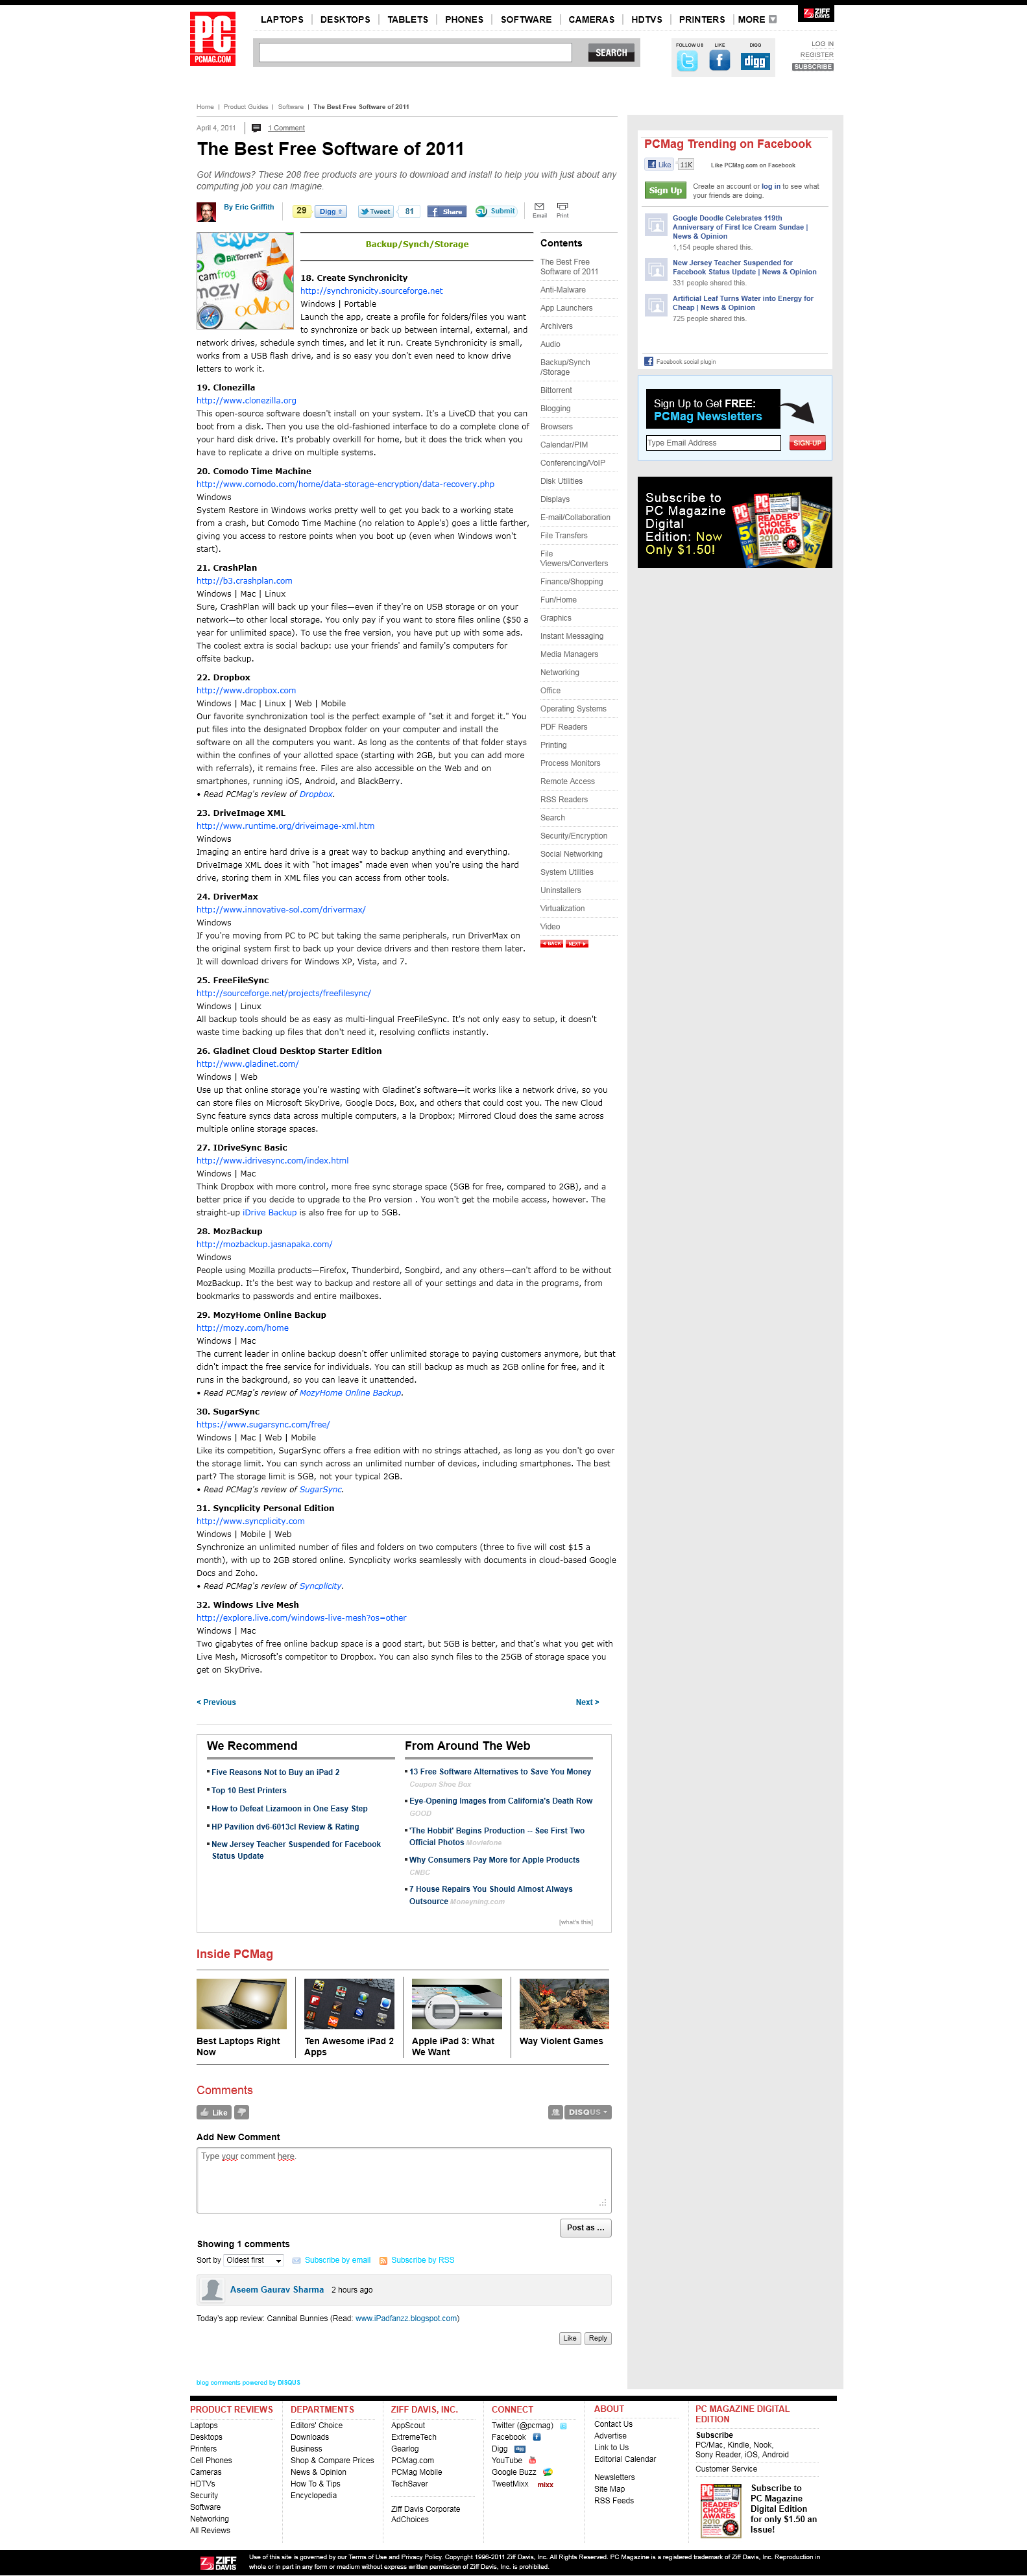 ZIFF DAVIS
PC
PCMAG.COM
LAPTOPS | DESKTOPS | TABLETS | PHONES | SOFTWARE | CAMERAS | HDTVS | PRINTERS | MORE
SEARCH
FOLLOW US LIKE DIGG
digg
LOG IN
REGISTER
SUBSCRIBE
Home | Product Guides | Software | The Best Free Software of 2011
April 4, 2011 | 1 Comment
The Best Free Software of 2011
Got Windows? These 208 free products are yours to download and install to help you with just about any
computing job you can imagine.
By Eric Griffith
29 Digg Tweet 81 Share Submit Email Print
SKYPE
BitTorrent
camfrog
mozy
ooVoo
Backup/Synch/Storage
18. Create Synchronicity
http://synchronicity.sourceforge.net
Windows | Portable
Launch the app, create a profile for folders/files you want
to synchronize or back up between internal, external, and
network drives, schedule synch times, and let it run. Create Synchronicity is small,
works from a USB flash drive, and is so easy you don't even need to know drive
letters to work it.
19. Clonezilla
http://www.clonezilla.org
This open-source software doesn't install on your system. It's a LiveCD that you can
boot from a disk. Then you use the old-fashioned interface to do a complete clone of
your hard disk drive. It's probably overkill for home, but it does the trick when you
have to replicate a drive on multiple systems.
20. Comodo Time Machine
http://www.comodo.com/home/data-storage-encryption/data-recovery.php
Windows
System Restore in Windows works pretty well to get you back to a working state
from a crash, but Comodo Time Machine (no relation to Apple's) goes a little farther,
giving you access to restore points when you boot up (even when Windows won't
start).
21. CrashPlan
http://b3.crashplan.com
Windows | Mac | Linux
Sure, CrashPlan will back up your files—even if they're on USB storage or on your
network—to other local storage. You only pay if you want to store files online ($50 a
year for unlimited space). To use the free version, you have put up with some ads.
The coolest extra is social backup: use your friends' and family's computers for
offsite backup.
22. Dropbox
http://www.dropbox.com
Windows | Mac | Linux | Web | Mobile
Our favorite synchronization tool is the perfect example of "set it and forget it." You
put files into the designated Dropbox folder on your computer and install the
software on all the computers you want. As long as the contents of that folder stays
within the confines of your allotted space (starting with 2GB, but you can add more
with referrals), it remains free. Files are also accessible on the Web and on
smartphones, running iOS, Android, and BlackBerry.
• Read PCMag's review of Dropbox.
23. DriveImage XML
http://www.runtime.org/driveimage-xml.htm
Windows
Imaging an entire hard drive is a great way to backup anything and everything.
DriveImage XML does it with "hot images" made even when you're using the hard
drive, storing them in XML files you can access from other tools.
24. DriverMax
http://www.innovative-sol.com/drivermax/
Windows
If you're moving from PC to PC but taking the same peripherals, run DriverMax on
the original system first to back up your device drivers and then restore them later.
It will download drivers for Windows XP, Vista, and 7.
25. FreeFileSync
http://sourceforge.net/projects/freefilesync/
Windows | Linux
All backup tools should be as easy as multi-lingual FreeFileSync. It's not only easy to setup, it doesn't
waste time backing up files that don't need it, resolving conflicts instantly.
26. Gladinet Cloud Desktop Starter Edition
http://www.gladinet.com/
Windows | Web
Use up that online storage you're wasting with Gladinet's software—it works like a network drive, so you
can store files on Microsoft SkyDrive, Google Docs, Box, and others that could cost you. The new Cloud
Sync feature syncs data across multiple computers, a la Dropbox; Mirrored Cloud does the same across
multiple online storage spaces.
27. IDriveSync Basic
http://www.idrivesync.com/index.html
Windows | Mac
Think Dropbox with more control, more free sync storage space (5GB for free, compared to 2GB), and a
better price if you decide to upgrade to the Pro version . You won't get the mobile access, however. The
straight-up iDrive Backup is also free for up to 5GB.
28. MozBackup
http://mozbackup.jasnapaka.com/
Windows
People using Mozilla products—Firefox, Thunderbird, Songbird, and any others—can't afford to be without
MozBackup. It's the best way to backup and restore all of your settings and data in the programs, from
bookmarks to passwords and entire mailboxes.
29. MozyHome Online Backup
http://mozy.com/home
Windows | Mac
The current leader in online backup doesn't offer unlimited storage to paying customers anymore, but that
didn't impact the free service for individuals. You can still backup as much as 2GB online for free, and it
runs in the background, so you can leave it unattended.
• Read PCMag's review of MozyHome Online Backup.
30. SugarSync
https://www.sugarsync.com/free/
Windows | Mac | Web | Mobile
Like its competition, SugarSync offers a free edition with no strings attached, as long as you don't go over
the storage limit. You can synch across an unlimited number of devices, including smartphones. The best
part? The storage limit is 5GB, not your typical 2GB.
• Read PCMag's review of SugarSync.
31. Syncplicity Personal Edition
http://www.syncplicity.com
Windows | Mobile | Web
Synchronize an unlimited number of files and folders on two computers (three to five will cost $15 a
month), with up to 2GB stored online. Syncplicity works seamlessly with documents in cloud-based Google
Docs and Zoho.
• Read PCMag's review of Syncplicity.
32. Windows Live Mesh
http://explore.live.com/windows-live-mesh?os=other
Windows | Mac
Two gigabytes of free online backup space is a good start, but 5GB is better, and that's what you get with
Live Mesh, Microsoft's competitor to Dropbox. You can also synch files to the 25GB of storage space you
get on SkyDrive.
< Previous Next >
Contents
The Best Free
Software of 2011
Anti-Malware
App Launchers
Archivers
Audio
Backup/Synch
/Storage
Bittorrent
Blogging
Browsers
Calendar/PIM
Conferencing/VoIP
Disk Utilities
Displays
E-mail/Collaboration
File Transfers
File
Viewers/Converters
Finance/Shopping
Fun/Home
Graphics
Instant Messaging
Media Managers
Networking
Office
Operating Systems
PDF Readers
Printing
Process Monitors
Remote Access
RSS Readers
Search
Security/Encryption
Social Networking
System Utilities
Uninstallers
Virtualization
Video
BACK NEXT
PCMag Trending on Facebook
Like 11K Like PCMag.com on Facebook
Sign Up
Create an account or log in to see what
your friends are doing.
Google Doodle Celebrates 119th
Anniversary of First Ice Cream Sundae |
News & Opinion
1,154 people shared this.
New Jersey Teacher Suspended for
Facebook Status Update | News & Opinion
331 people shared this.
Artificial Leaf Turns Water into Energy for
Cheap | News & Opinion
725 people shared this.
Facebook social plugin
Sign Up to Get FREE:
PCMag Newsletters
Type Email Address SIGN UP
Subscribe to
PC Magazine
Digital
Edition: Now
Only $1.50!
READERS'
CHOICE
AWARDS
2010
We Recommend
Five Reasons Not to Buy an iPad 2
Top 10 Best Printers
How to Defeat Lizamoon in One Easy Step
HP Pavilion dv6-6013cl Review & Rating
New Jersey Teacher Suspended for Facebook
Status Update
From Around The Web
13 Free Software Alternatives to Save You Money
Coupon Shoe Box
Eye-Opening Images from California's Death Row
GOOD
'The Hobbit' Begins Production -- See First Two
Official Photos Moviefone
Why Consumers Pay More for Apple Products
CNBC
7 House Repairs You Should Almost Always
Outsource Moneyning.com
[what's this]
Inside PCMag
Best Laptops Right
Now
Ten Awesome iPad 2
Apps
Apple iPad 3: What
We Want
Way Violent Games
Comments
Like DISQUS
Add New Comment
Type your comment here.
Post as ...
Showing 1 comments
Sort by Oldest first Subscribe by email Subscribe by RSS
Aseem Gaurav Sharma 2 hours ago
Today's app review: Cannibal Bunnies (Read: www.iPadfanzz.blogspot.com)
Like Reply
blog comments powered by DISQUS
PRODUCT REVIEWS
Laptops
Desktops
Printers
Cell Phones
Cameras
HDTVs
Security
Software
Networking
All Reviews
DEPARTMENTS
Editors' Choice
Downloads
Business
Shop & Compare Prices
News & Opinion
How To & Tips
Encyclopedia
ZIFF DAVIS, INC.
AppScout
ExtremeTech
Gearlog
PCMag.com
PCMag Mobile
TechSaver
Ziff Davis Corporate
AdChoices
CONNECT
Twitter (@pcmag)
Facebook
Digg
YouTube
Google Buzz
TweetMixx mixx
ABOUT
Contact Us
Advertise
Link to Us
Editorial Calendar
Newsletters
Site Map
RSS Feeds
PC MAGAZINE DIGITAL
EDITION
Subscribe
PC/Mac, Kindle, Nook,
Sony Reader, iOS, Android
Customer Service
READERS'
CHOICE
AWARDS
2010
Subscribe to
PC Magazine
Digital Edition
for only $1.50 an
Issue!
ZIFF DAVIS
Use of this site is governed by our Terms of Use and Privacy Policy. Copyright 1996-2011 Ziff Davis, Inc. All Rights Reserved. PC Magazine is a registered trademark of Ziff Davis, Inc. Reproduction in
whole or in part in any form or medium without express written permission of Ziff Davis, Inc. is prohibited.